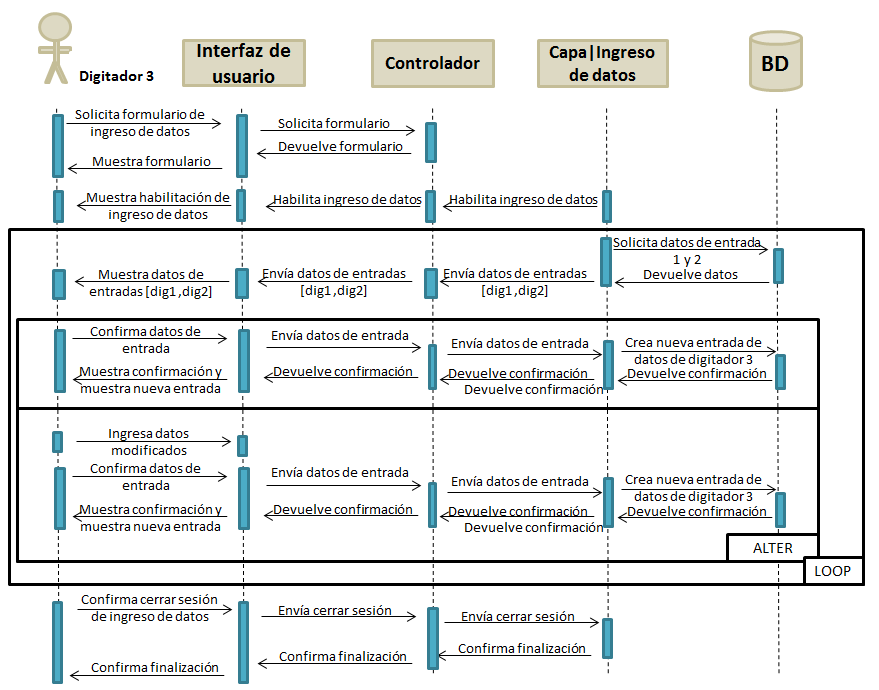 Digitador 3
Interfaz de
usuario
Controlador
Capa|Ingreso
de datos
BD
Solicita formulario de
ingreso de datos
Solicita formulario
Devuelve formulario
Muestra formulario
Muestra habilitación de
ingreso de datos
Habilita ingreso de datos
Habilita ingreso de datos
Solicita datos de entrada
1 y 2
Devuelve datos
Muestra datos de
entradas [dig1,dig2]
Envía datos de entradas
[dig1,dig2]
Envía datos de entradas
[dig1,dig2]
Confirma datos de
entrada
Envía datos de entrada
Envía datos de entrada
Crea nueva entrada de
datos de digitador 3
Devuelve confirmación
Devuelve confirmación
Devuelve confirmación
Devuelve confirmación
Muestra confirmación y
muestra nueva entrada
Ingresa datos
modificados
Confirma datos de
entrada
Envía datos de entrada
Envía datos de entrada
Crea nueva entrada de
datos de digitador 3
Devuelve confirmación
Devuelve confirmación
Devuelve confirmación
Devuelve confirmación
Muestra confirmación y
muestra nueva entrada
ALTER
LOOP
Confirma cerrar sesión
de ingreso de datos
Envía cerrar sesión
Envía cerrar sesión
Confirma finalización
Confirma finalización
Confirma finalización